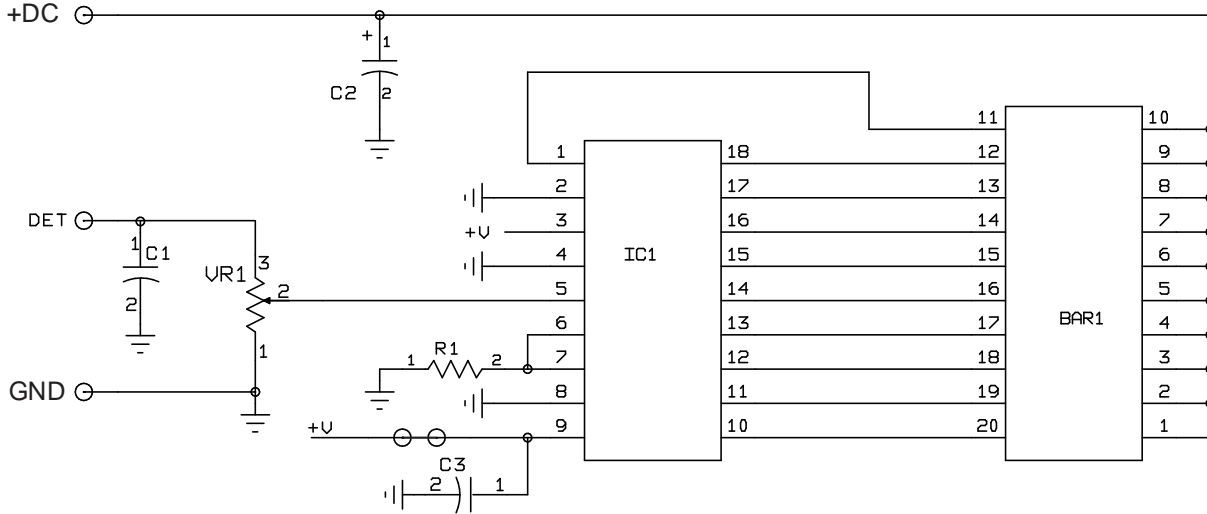 +DC
+ 1
C2 2
11 10
1 18 12 9
2 17 13 8
DET
+V 3 16 14 7
1 C1
4 IC1 15 15 6
3
VR1
2 2 5 14 16 5
BAR1
6 13 17 4
1 1 R1 2 7 12 18 3
GND 8 11 19 2
+V 9 10 20 1
C3
2 1